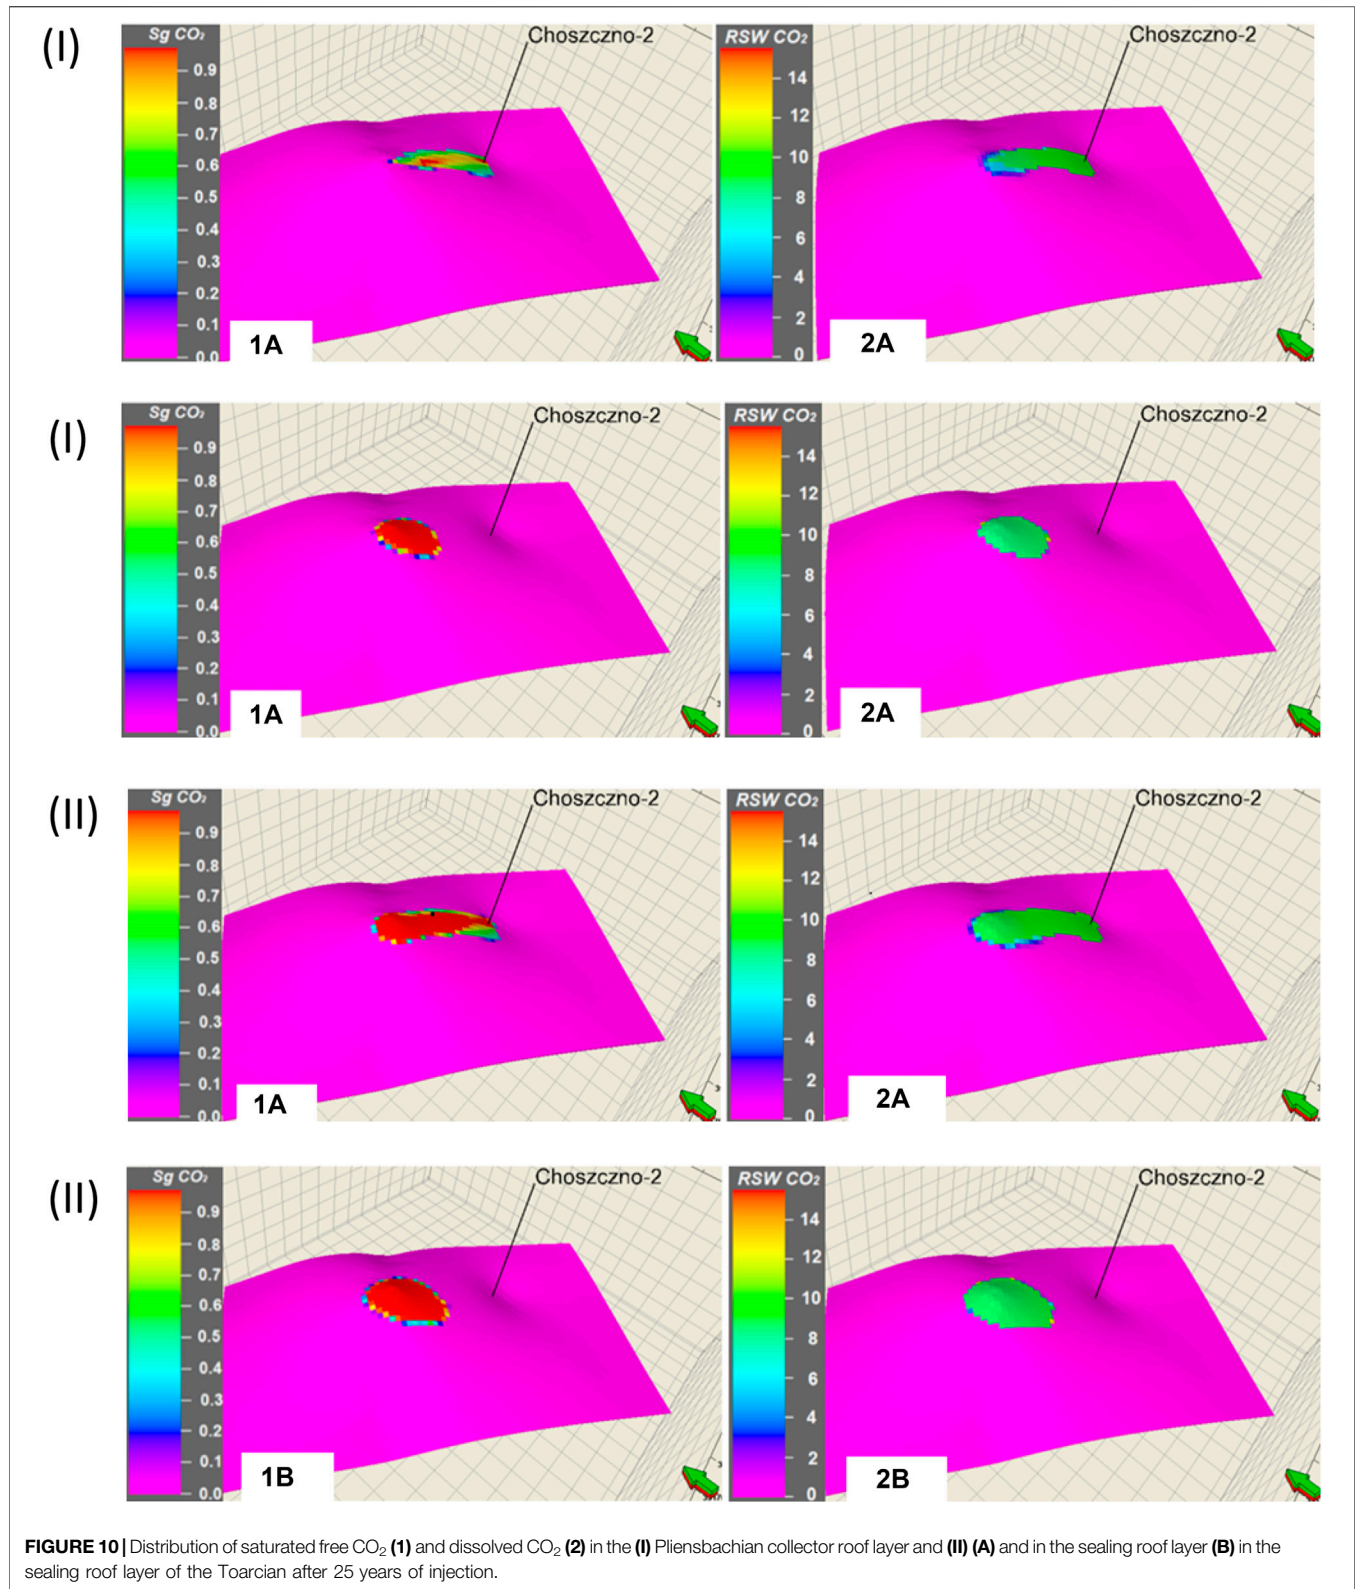 (I)
Sg CO₂
0.9
0.8
0.7
0.6
0.5
0.4
0.3
0.2
0.1
0.0
Choszczno-2
1A
RSW CO₂
14
12
10
8
6
4
2
0
Choszczno-2
2A
(I)
Sg CO₂
0.9
0.8
0.7
0.6
0.5
0.4
0.3
0.2
0.1
0.0
Choszczno-2
1A
RSW CO₂
14
12
10
8
6
4
2
0
Choszczno-2
2A
(II)
Sg CO₂
0.9
0.8
0.7
0.6
0.5
0.4
0.3
0.2
0.1
0.0
Choszczno-2
1A
RSW CO₂
14
12
10
8
6
4
2
0
Choszczno-2
2A
(II)
Sg CO₂
0.9
0.8
0.7
0.6
0.5
0.4
0.3
0.2
0.1
0.0
Choszczno-2
1B
RSW CO₂
14
12
10
8
6
4
2
0
Choszczno-2
2B
FIGURE 10 | Distribution of saturated free CO₂ (1) and dissolved CO₂ (2) in the (I) Pliensbachian collector roof layer and (II) (A) and in the sealing roof layer (B) in the
sealing roof layer of the Toarcian after 25 years of injection.